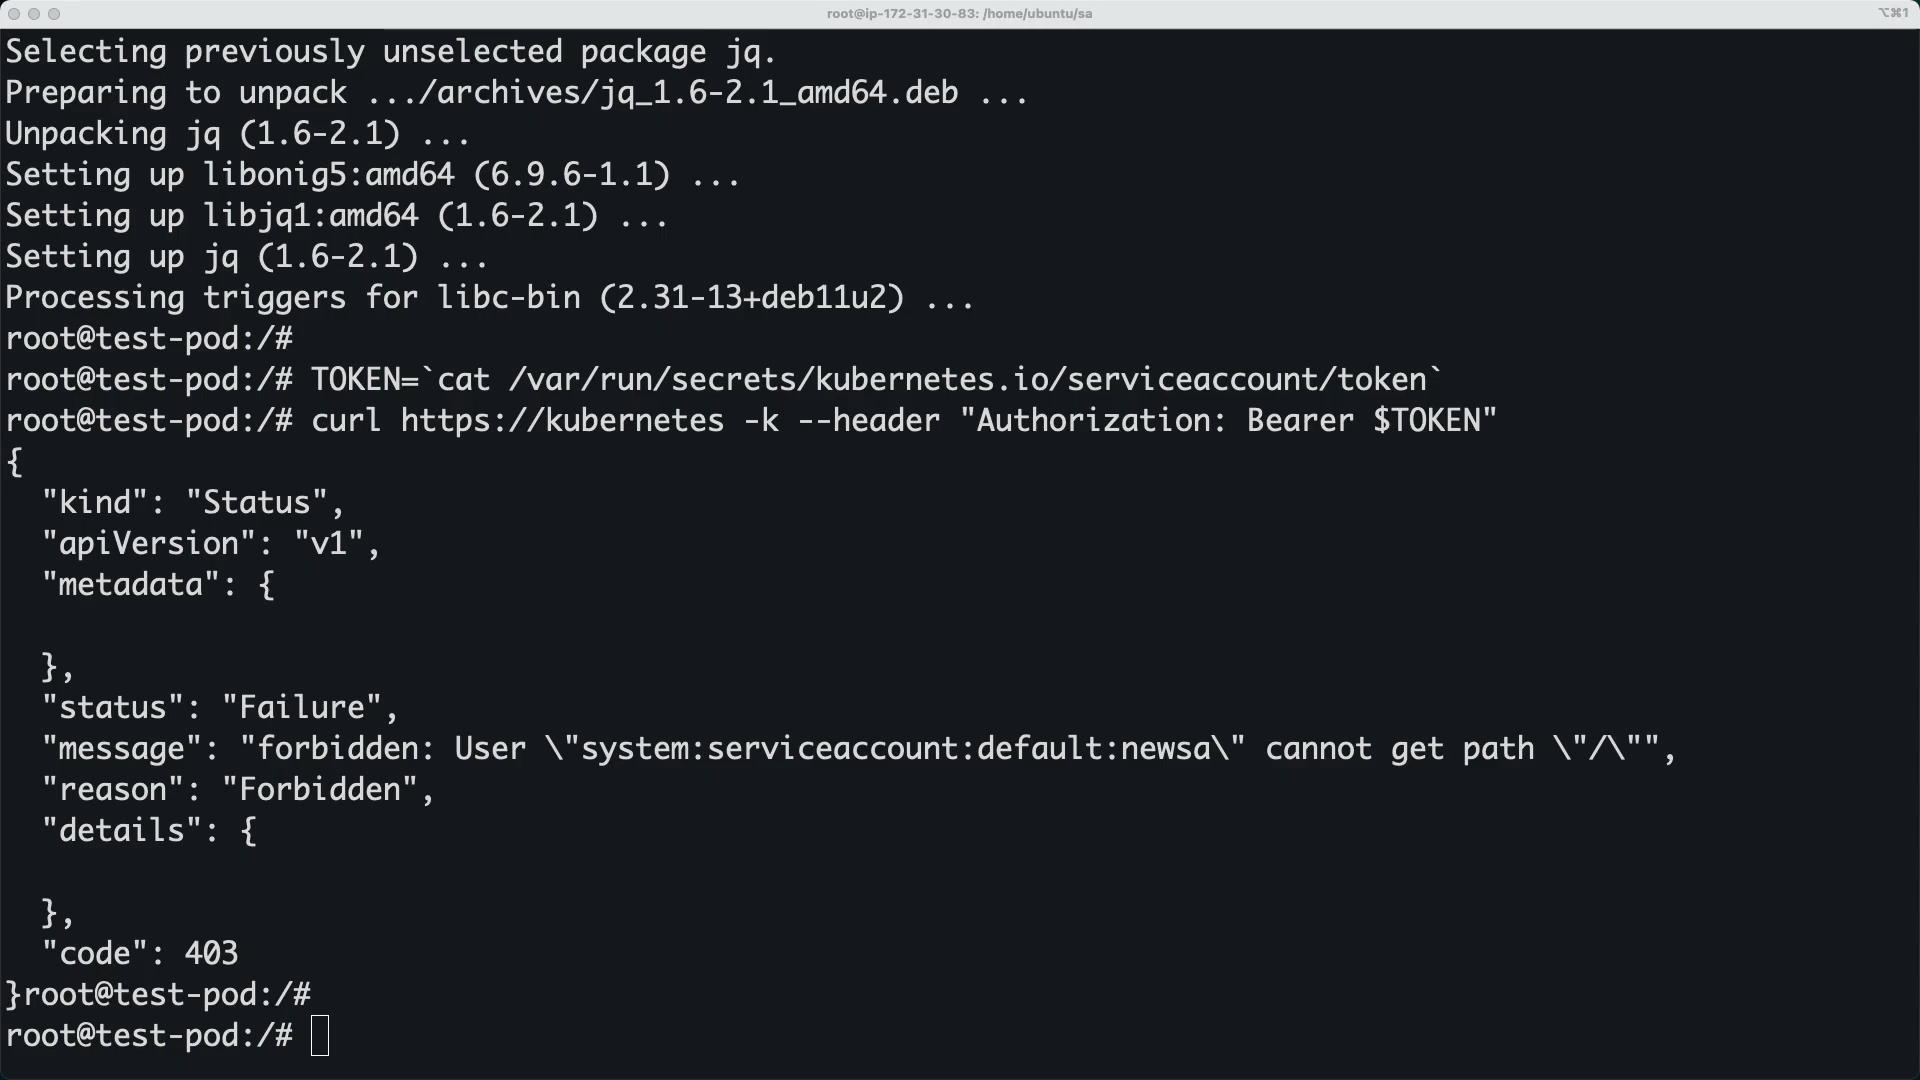 root@ip-172-31-30-83: /home/ubuntu/sa
⌥⌘1
Selecting previously unselected package jq.
Preparing to unpack .../archives/jq_1.6-2.1_amd64.deb ...
Unpacking jq (1.6-2.1) ...
Setting up libonig5:amd64 (6.9.6-1.1) ...
Setting up libjq1:amd64 (1.6-2.1) ...
Setting up jq (1.6-2.1) ...
Processing triggers for libc-bin (2.31-13+deb11u2) ...
root@test-pod:/#
root@test-pod:/# TOKEN=`cat /var/run/secrets/kubernetes.io/serviceaccount/token`
root@test-pod:/# curl https://kubernetes -k --header "Authorization: Bearer $TOKEN"
{
  "kind": "Status",
  "apiVersion": "v1",
  "metadata": {

  },
  "status": "Failure",
  "message": "forbidden: User \"system:serviceaccount:default:newsa\" cannot get path \"/\"",
  "reason": "Forbidden",
  "details": {

  },
  "code": 403
}root@test-pod:/#
root@test-pod:/#